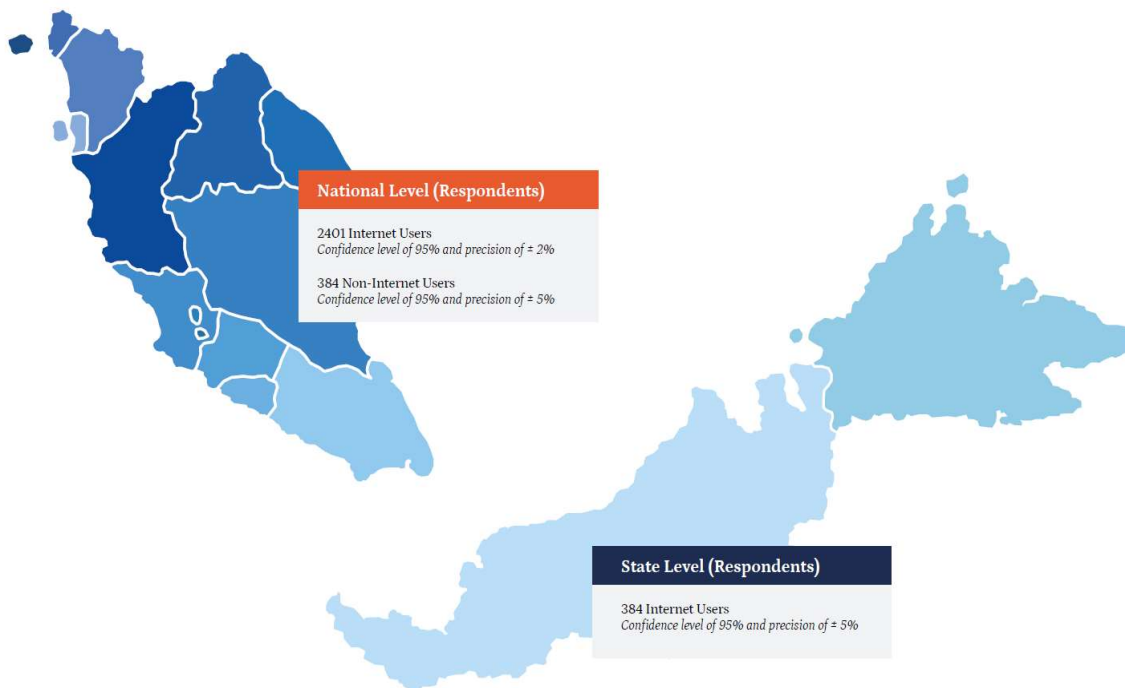 National Level (Respondents)
2401 Internet Users
Confidence level of 95% and precision of ± 2%
384 Non-Internet Users
Confidence level of 95% and precision of ± 5%
State Level (Respondents)
384 Internet Users
Confidence level of 95% and precision of ± 5%